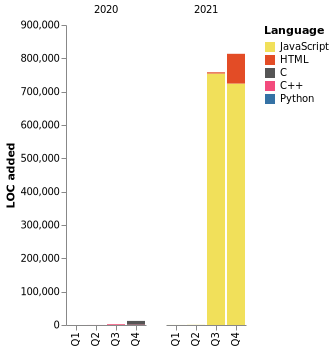 2020 2021
Language
JavaScript
HTML
C
C++
Python
LOC added
900,000
800,000
700,000
600,000
500,000
400,000
300,000
200,000
100,000
0
Q1 Q2 Q3 Q4 Q1 Q2 Q3 Q4